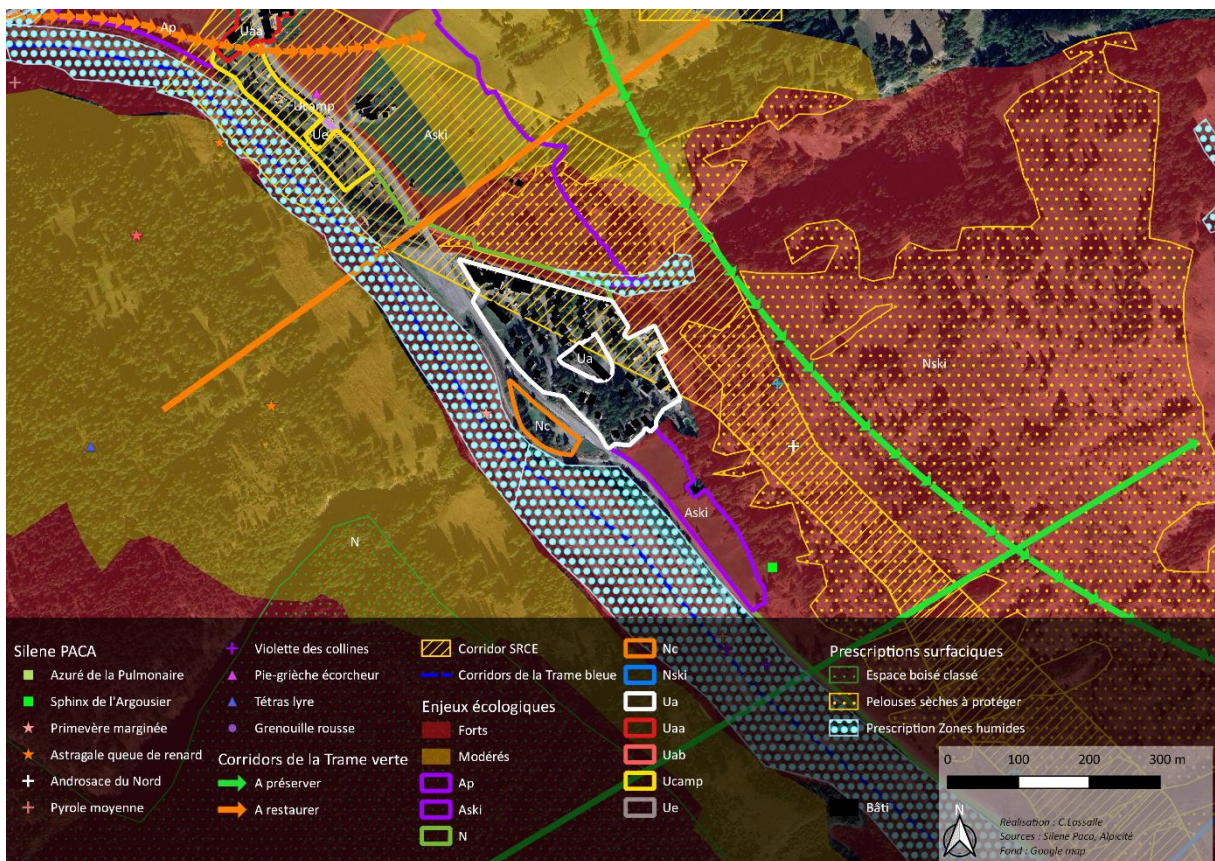 Ap
Uaa
Ucamp
Ue
Aski
Ua
Nski
Nc
Aski
N
Silene PACA
Azuré de la Pulmonaire
Sphinx de l'Argousier
Primevère marginée
Astragale queue de renard
Androsace du Nord
Pyrole moyenne
Violette des collines
Pie-grièche écorcheur
Tétras lyre
Grenouille rousse
Corridors de la Trame verte
A préserver
A restaurer
Corridor SRCE
Corridors de la Trame bleue
Enjeux écologiques
Forts
Modérés
Ap
Aski
N
Nc
Nski
Ua
Uaa
Uab
Ucamp
Ue
Prescriptions surfaciques
Espace boisé classé
Pelouses sèches à protéger
Prescription Zones humides
Bâti
0 100 200 300 m
N
Réalisation : C.Lossalle
Sources : Silene Paca, Alpicité
Fond : Google map